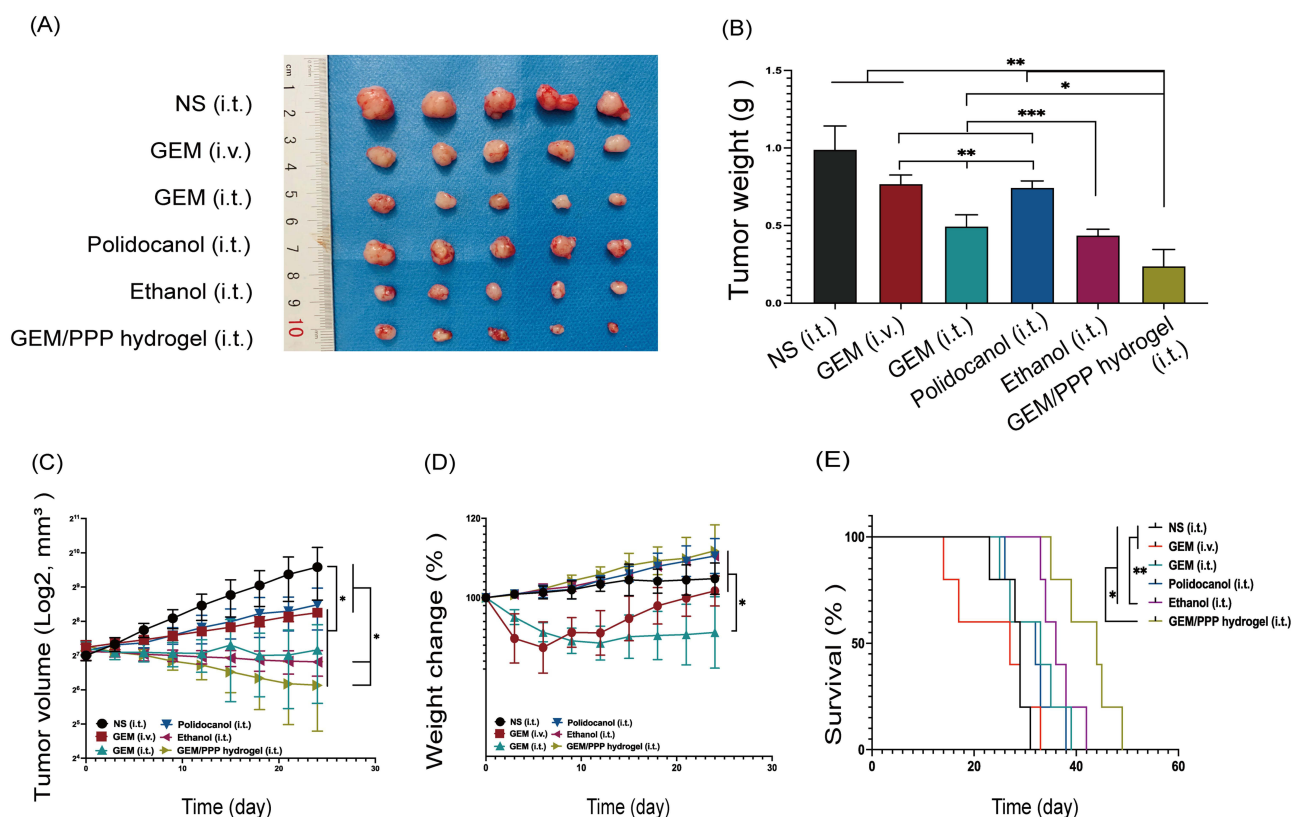 (A)
NS (i.t.)
GEM (i.v.)
GEM (i.t.)
Polidocanol (i.t.)
Ethanol (i.t.)
GEM/PPP hydrogel (i.t.)
cm 1
2
3
4
5
6
7
8
9
10
(B)
Tumor weight (g)
1.5
1.0
0.5
0.0
**
*
***
**
NS (i.t.)
GEM (i.v.)
GEM (i.t.)
Polidocanol (i.t.)
Ethanol (i.t.)
GEM/PPP hydrogel
(i.t.)
(C)
Tumor volume (Log2, mm³)
2¹¹
2¹⁰
2⁹
2⁸
2⁷
2⁶
2⁵
2⁴
0 10 20 30
*
*
NS (i.t.)
GEM (i.v.)
GEM (i.t.)
Polidocanol (i.t.)
Ethanol (i.t.)
GEM/PPP hydrogel (i.t.)
Time (day)
(D)
Weight change (%)
120
100
0 10 20 30
*
NS (i.t.)
GEM (i.v.)
GEM (i.t.)
Polidocanol (i.t.)
Ethanol (i.t.)
GEM/PPP hydrogel (i.t.)
Time (day)
(E)
Survival (%)
100
50
0
0 20 40 60
*
**
NS (i.t.)
GEM (i.v.)
GEM (i.t.)
Polidocanol (i.t.)
Ethanol (i.t.)
GEM/PPP hydrogel (i.t.)
Time (day)